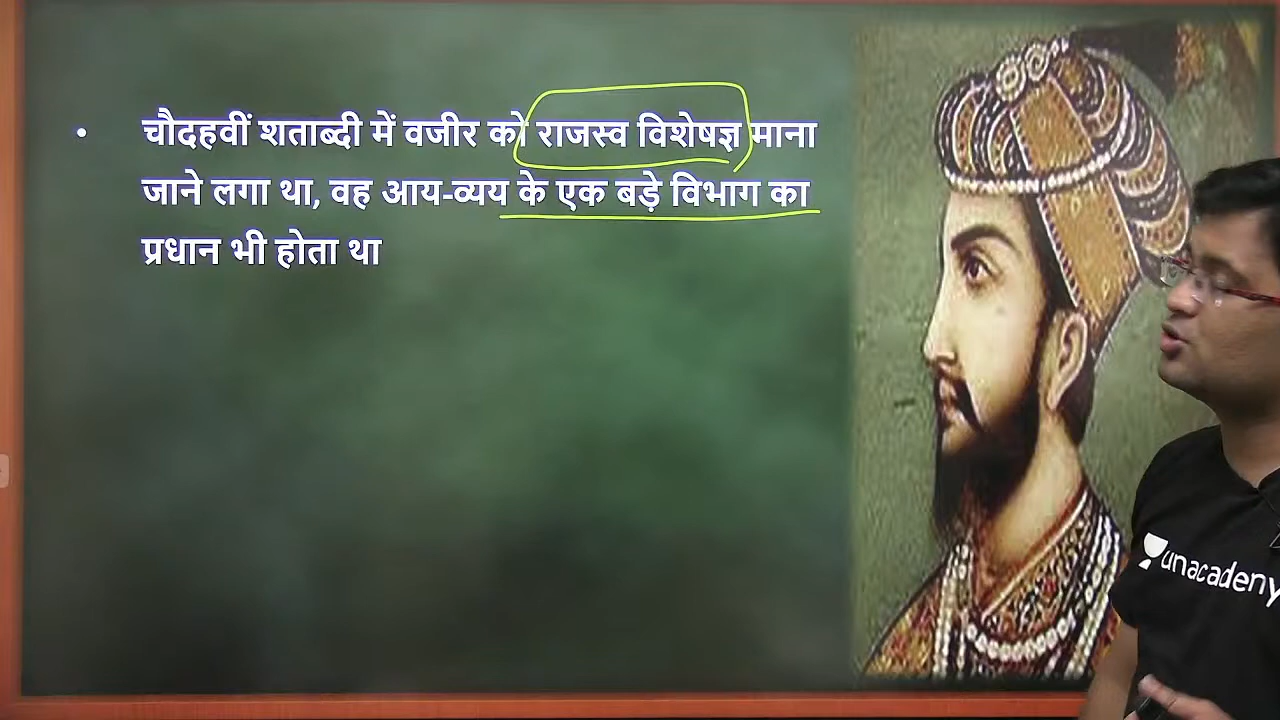 • चौदहवीं शताब्दी में वजीर को राजस्व विशेषज्ञ माना
जाने लगा था, वह आय-व्यय के एक बड़े विभाग का
प्रधान भी होता था
unacademy